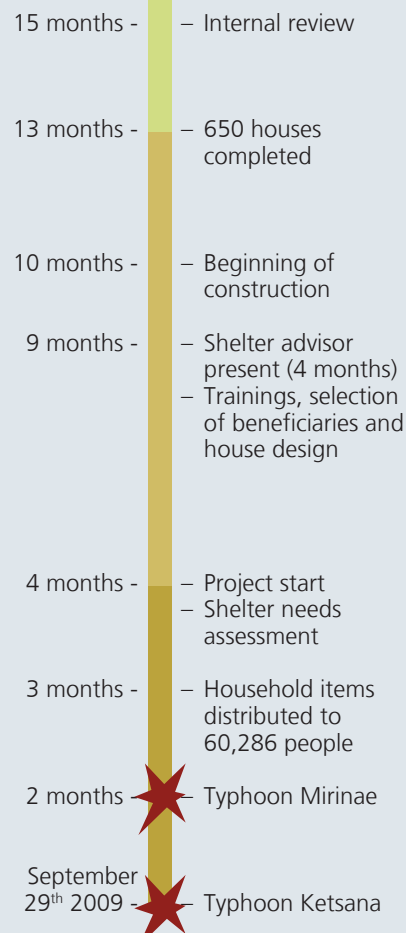 15 months - – Internal review
13 months - – 650 houses
completed
10 months - – Beginning of
construction
9 months - – Shelter advisor
present (4 months)
– Trainings, selection
of beneficiaries and
house design
4 months - – Project start
– Shelter needs
assessment
3 months - – Household items
distributed to
60,286 people
2 months - – Typhoon Mirinae
September
29th 2009 - – Typhoon Ketsana